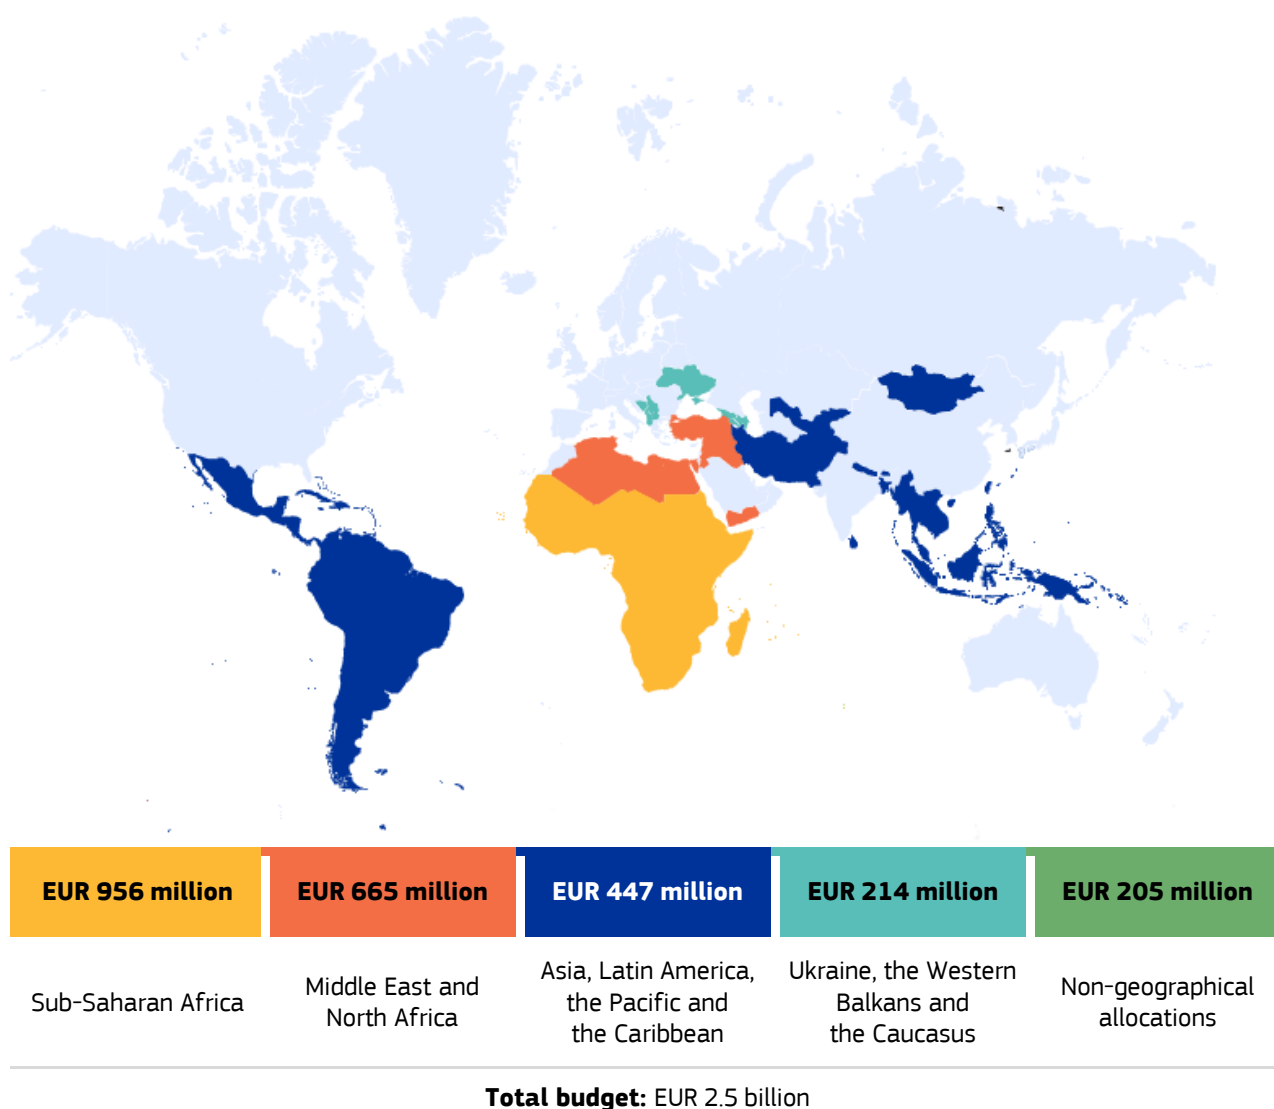 EUR 956 million
EUR 665 million
EUR 447 million
EUR 214 million
EUR 205 million
Sub-Saharan Africa
Middle East and
North Africa
Asia, Latin America,
the Pacific and
the Caribbean
Ukraine, the Western
Balkans and
the Caucasus
Non-geographical
allocations
Total budget: EUR 2.5 billion